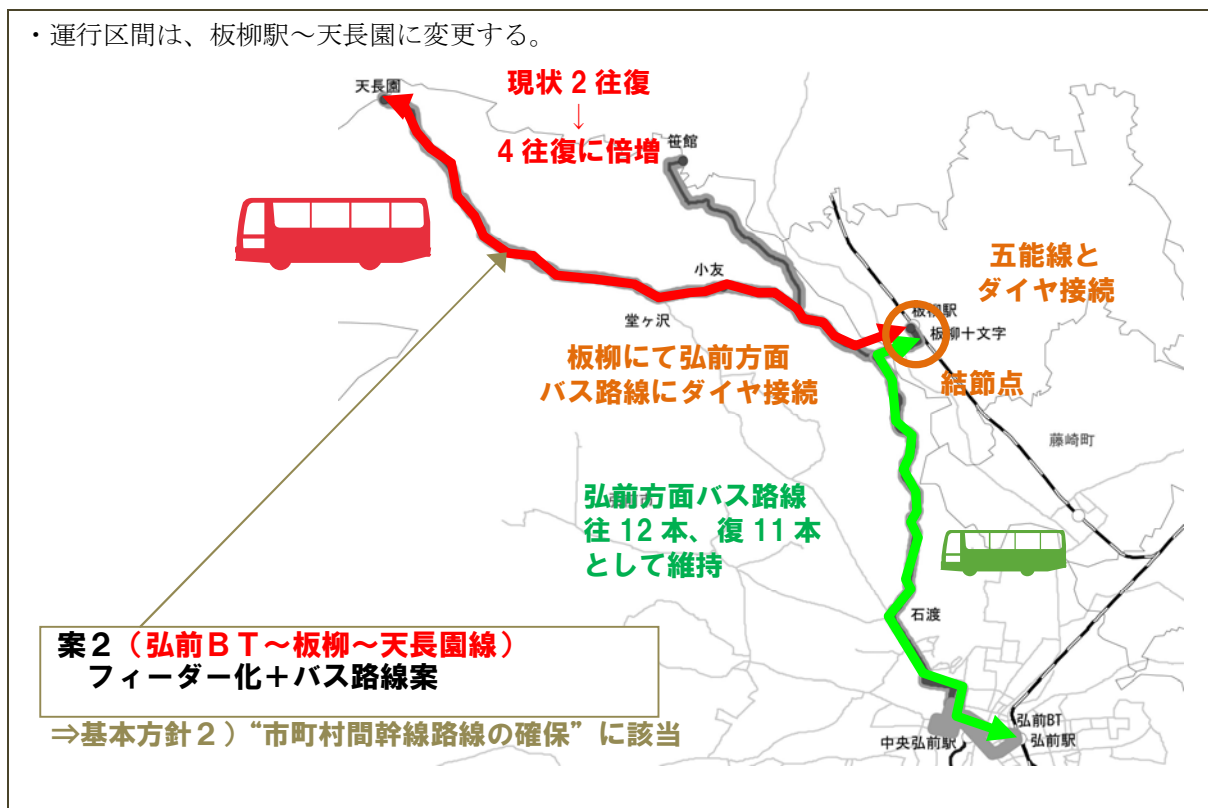 ・運行区間は、板柳駅～天長園に変更する。
天長園
現状２往復
↓
４往復に倍増
笹館
小友
堂ヶ沢
五能線と
ダイヤ接続
板柳駅
板柳十文字
板柳にて弘前方面
バス路線にダイヤ接続
結節点
藤崎町
弘前方面バス路線
往 12 本、復 11 本
として維持
石渡
案２（弘前ＢＴ～板柳～天長園線）
フィーダー化＋バス路線案
⇒基本方針２）“市町村間幹線路線の確保”に該当
弘前BT
中央弘前駅
弘前駅